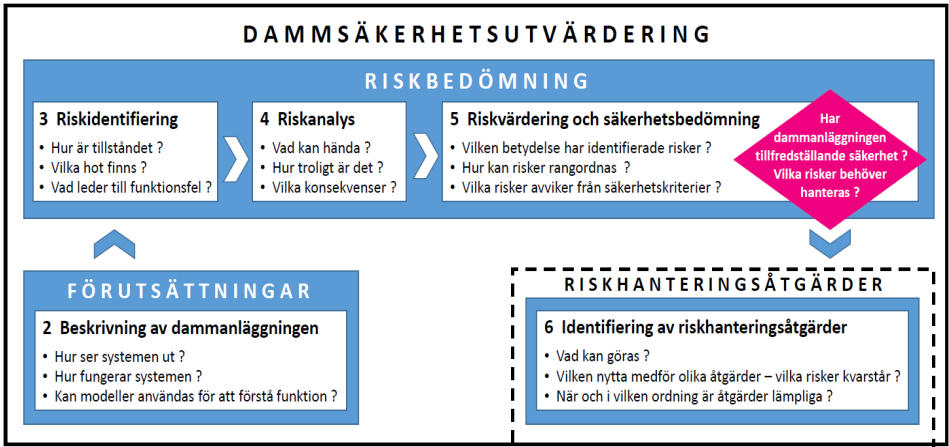 DAMMSÄKERHETSUTVÄRDERING
RISKBEDÖMNING
3 Riskidentifiering
• Hur är tillståndet ?
• Vilka hot finns ?
• Vad leder till funktionsfel ?
4 Riskanalys
• Vad kan hända ?
• Hur troligt är det ?
• Vilka konsekvenser ?
5 Riskvärdering och säkerhetsbedömning
• Vilken betydelse har identifierade risker ?
• Hur kan risker rangordnas ?
• Vilka risker avviker från säkerhetskriterier ?
Har
dammanläggningen
tillfredställande säkerhet ?
Vilka risker behöver
hanteras ?
FÖRUTSÄTTNINGAR
2 Beskrivning av dammanläggningen
• Hur ser systemen ut ?
• Hur fungerar systemen ?
• Kan modeller användas för att förstå funktion ?
RISKHANTERINGSÅTGÄRDER
6 Identifiering av riskhanteringsåtgärder
• Vad kan göras ?
• Vilken nytta medför olika åtgärder – vilka risker kvarstår ?
• När och i vilken ordning är åtgärder lämpliga ?